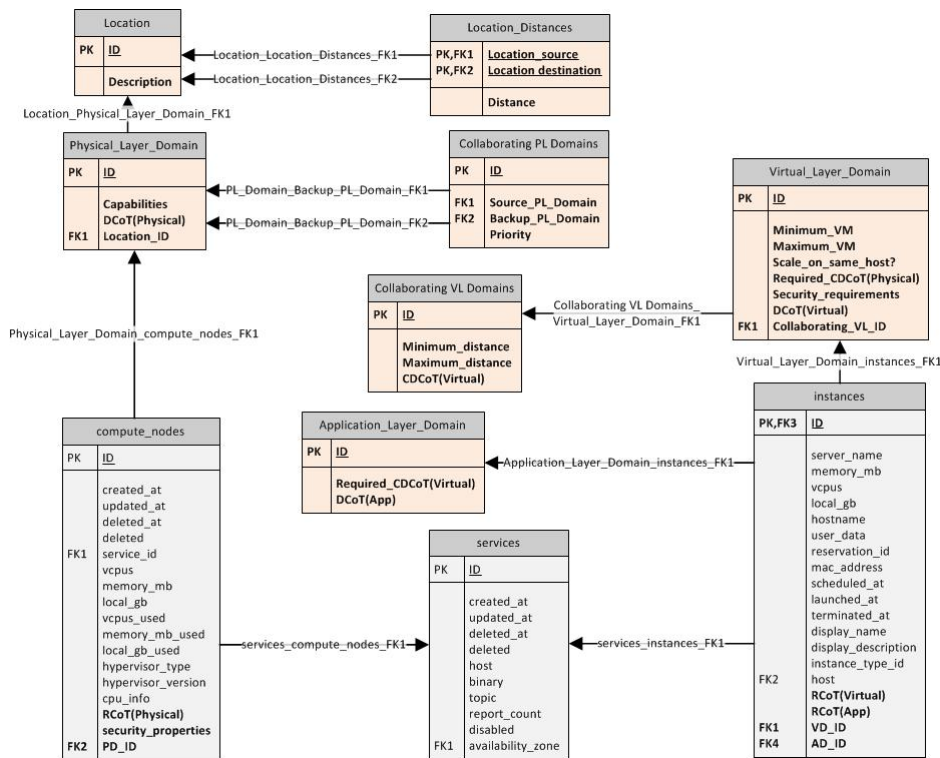 Location
PK ID
Description
Location_Distances
PK,FK1 Location_source
PK,FK2 Location destination
Distance
Location_Location_Distances_FK1
Location_Location_Distances_FK2
Location_Physical_Layer_Domain_FK1
Physical_Layer_Domain
PK ID
Capabilities
DCoT(Physical)
FK1 Location_ID
PL_Domain_Backup_PL_Domain_FK1
PL_Domain_Backup_PL_Domain_FK2
Collaborating PL Domains
PK ID
FK1 Source_PL_Domain
FK2 Backup_PL_Domain
Priority
Virtual_Layer_Domain
PK ID
Minimum_VM
Maximum_VM
Scale_on_same_host?
Required_CDCoT(Physical)
Security_requirements
DCoT(Virtual)
FK1 Collaborating_VL_ID
Collaborating VL Domains
PK ID
Minimum_distance
Maximum_distance
CDCoT(Virtual)
Collaborating VL Domains_
Virtual_Layer_Domain_FK1
Physical_Layer_Domain_compute_nodes_FK1
Virtual_Layer_Domain_instances_FK1
compute_nodes
PK ID
created_at
updated_at
deleted_at
deleted
FK1 service_id
vcpus
memory_mb
local_gb
vcpus_used
memory_mb_used
local_gb_used
hypervisor_type
hypervisor_version
cpu_info
RCoT(Physical)
security_properties
FK2 PD_ID
Application_Layer_Domain
PK ID
Required_CDCoT(Virtual)
DCoT(App)
Application_Layer_Domain_instances_FK1
services
PK ID
created_at
updated_at
deleted_at
deleted
host
binary
topic
report_count
disabled
FK1 availability_zone
services_compute_nodes_FK1
services_instances_FK1
instances
PK,FK3 ID
server_name
memory_mb
vcpus
local_gb
hostname
user_data
reservation_id
mac_address
scheduled_at
launched_at
terminated_at
display_name
display_description
instance_type_id
FK2 host
RCoT(Virtual)
RCoT(App)
FK1 VD_ID
FK4 AD_ID